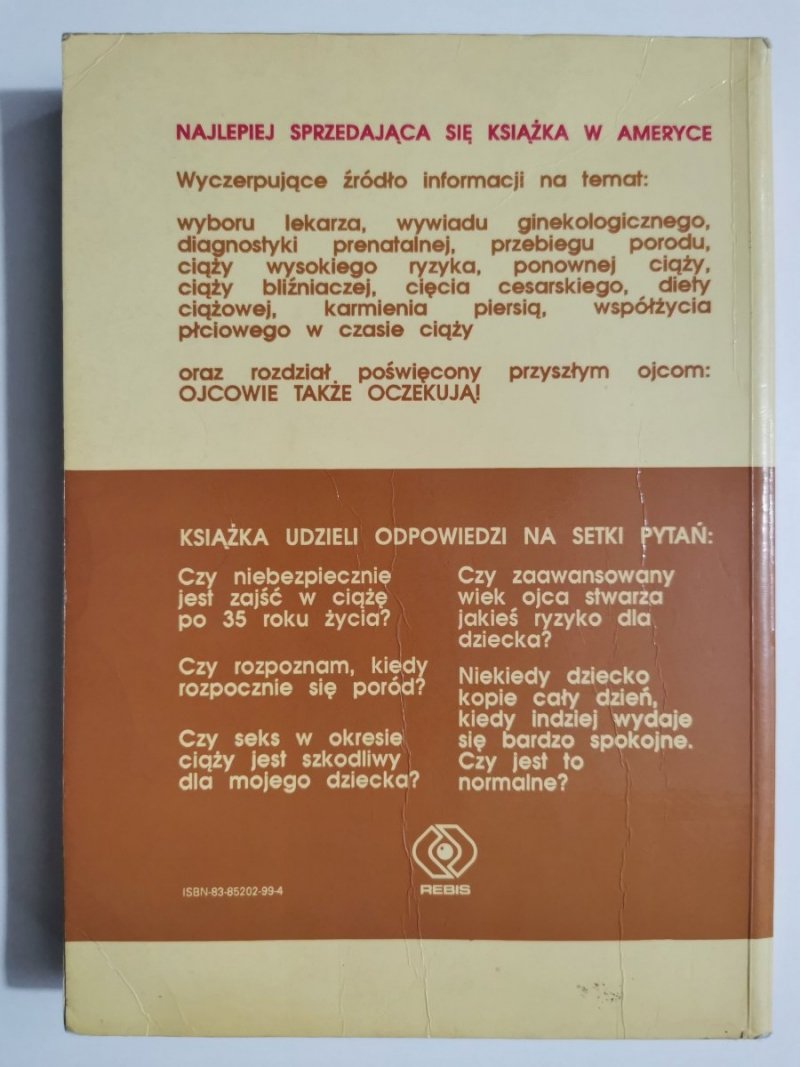 NAJLEPIEJ SPRZEDAJĄCA SIĘ KSIĄŻKA W AMERYCE
Wyczerpujące źródło informacji na temat:
wyboru lekarza, wywiadu ginekologicznego,
diagnostyki prenatalnej, przebiegu porodu,
ciąży wysokiego ryzyka, ponownej ciąży,
ciąży bliźniaczej, cięcia cesarskiego, diety
ciążowej, karmienia piersią, współżycia
płciowego w czasie ciąży
oraz rozdział poświęcony przyszłym ojcom:
OJCOWIE TAKŻE OCZEKUJĄ!
KSIĄŻKA UDZIELI ODPOWIEDZI NA SETKI PYTAŃ:
Czy niebezpiecznie
jest zajść w ciążę
po 35 roku życia?
Czy rozpoznam, kiedy
rozpocznie się poród?
Czy seks w okresie
ciąży jest szkodliwy
dla mojego dziecka?
Czy zaawansowany
wiek ojca stwarza
jakieś ryzyko dla
dziecka?
Niekiedy dziecko
kopie cały dzień,
kiedy indziej wydaje
się bardzo spokojne.
Czy jest to
normalne?
REBIS
ISBN-83-85202-99-4